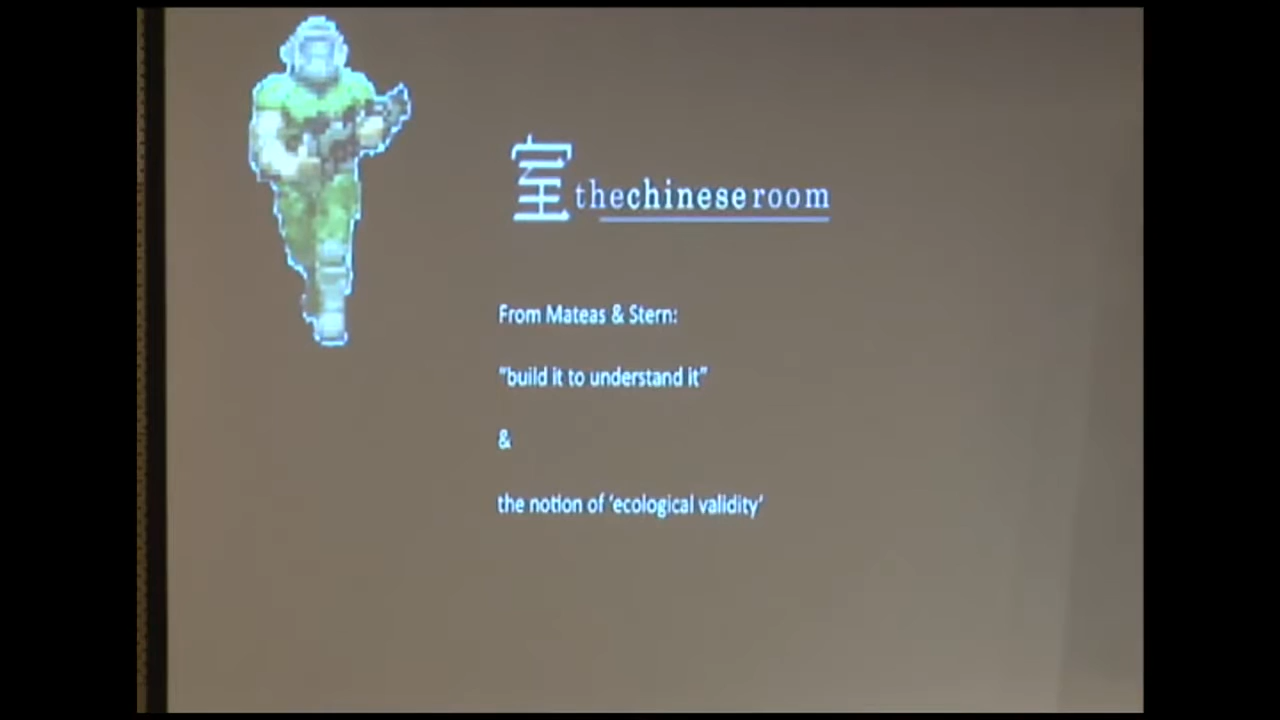 室
thechineseroom
From Mateas & Stern:
"build it to understand it"
&
the notion of 'ecological validity'